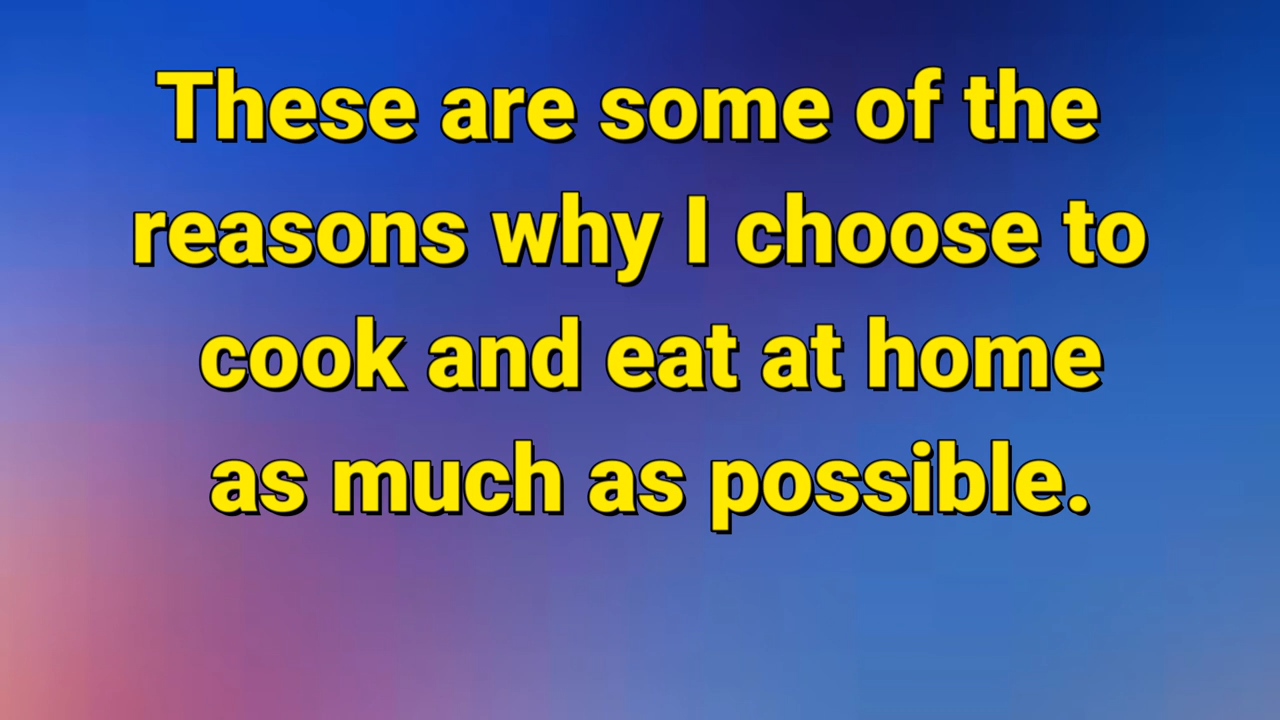 These are some of the
reasons why I choose to
cook and eat at home
as much as possible.